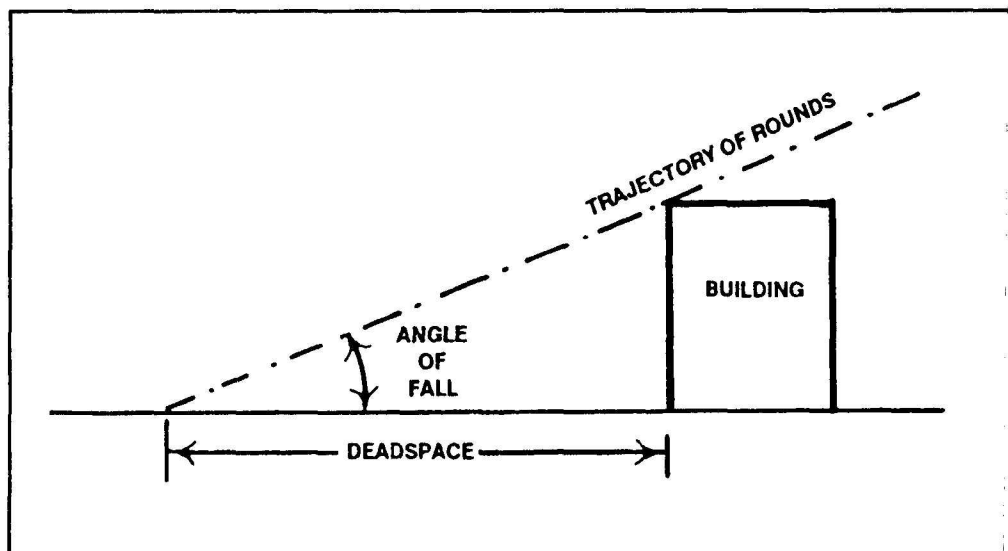 TRAJECTORY OF ROUNDS
BUILDING
ANGLE
OF
FALL
DEADSPACE